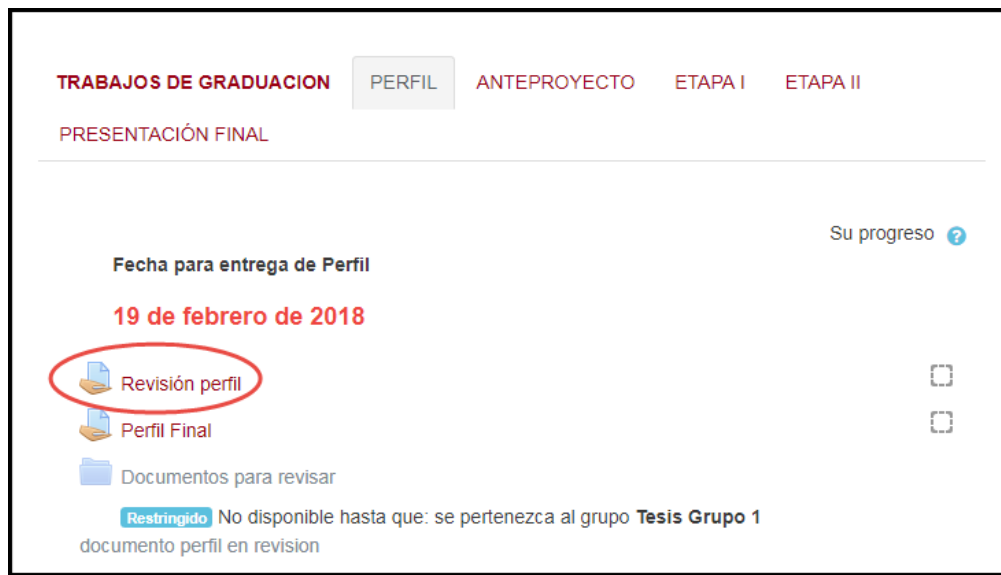 TRABAJOS DE GRADUACION PERFIL ANTEPROYECTO ETAPA I ETAPA II
PRESENTACIÓN FINAL
Su progreso ?
Fecha para entrega de Perfil
19 de febrero de 2018
Revisión perfil
Perfil Final
Documentos para revisar
Restringido No disponible hasta que: se pertenezca al grupo Tesis Grupo 1
documento perfil en revision